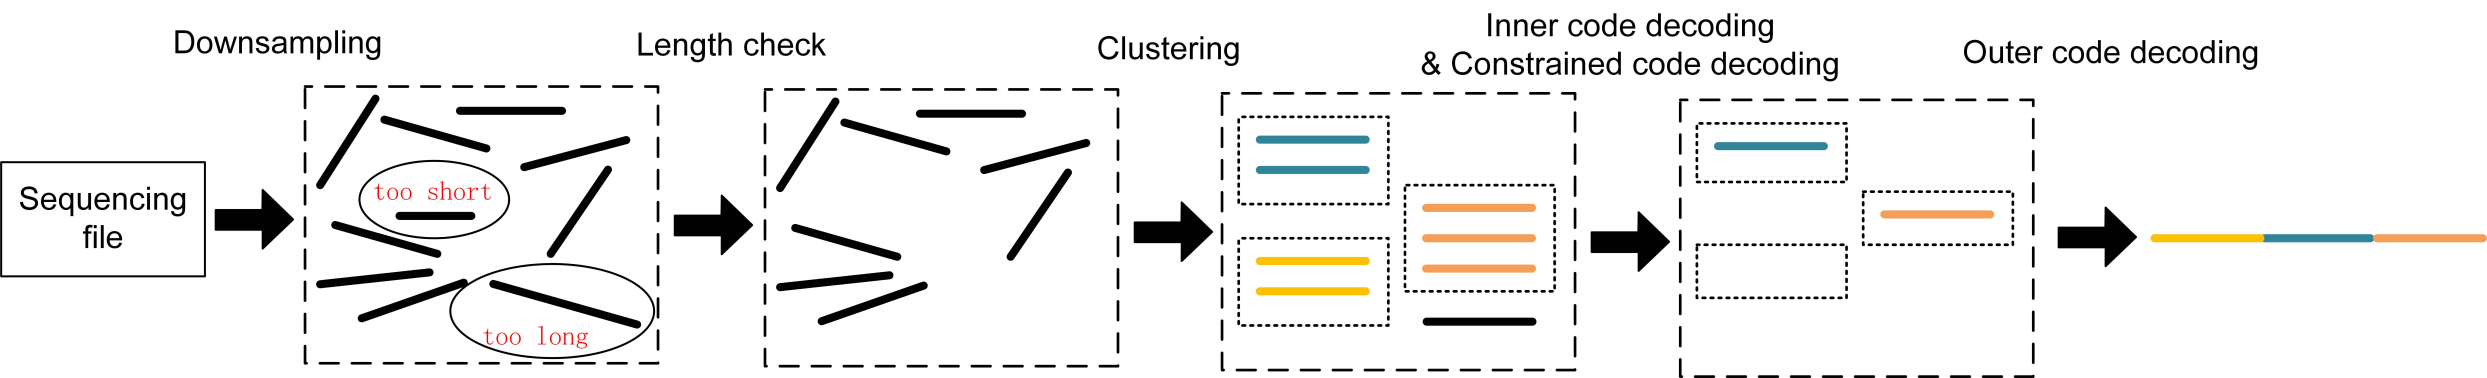 Downsampling
Length check
Clustering
Inner code decoding
& Constrained code decoding
Outer code decoding
Sequencing
file
too short
too long